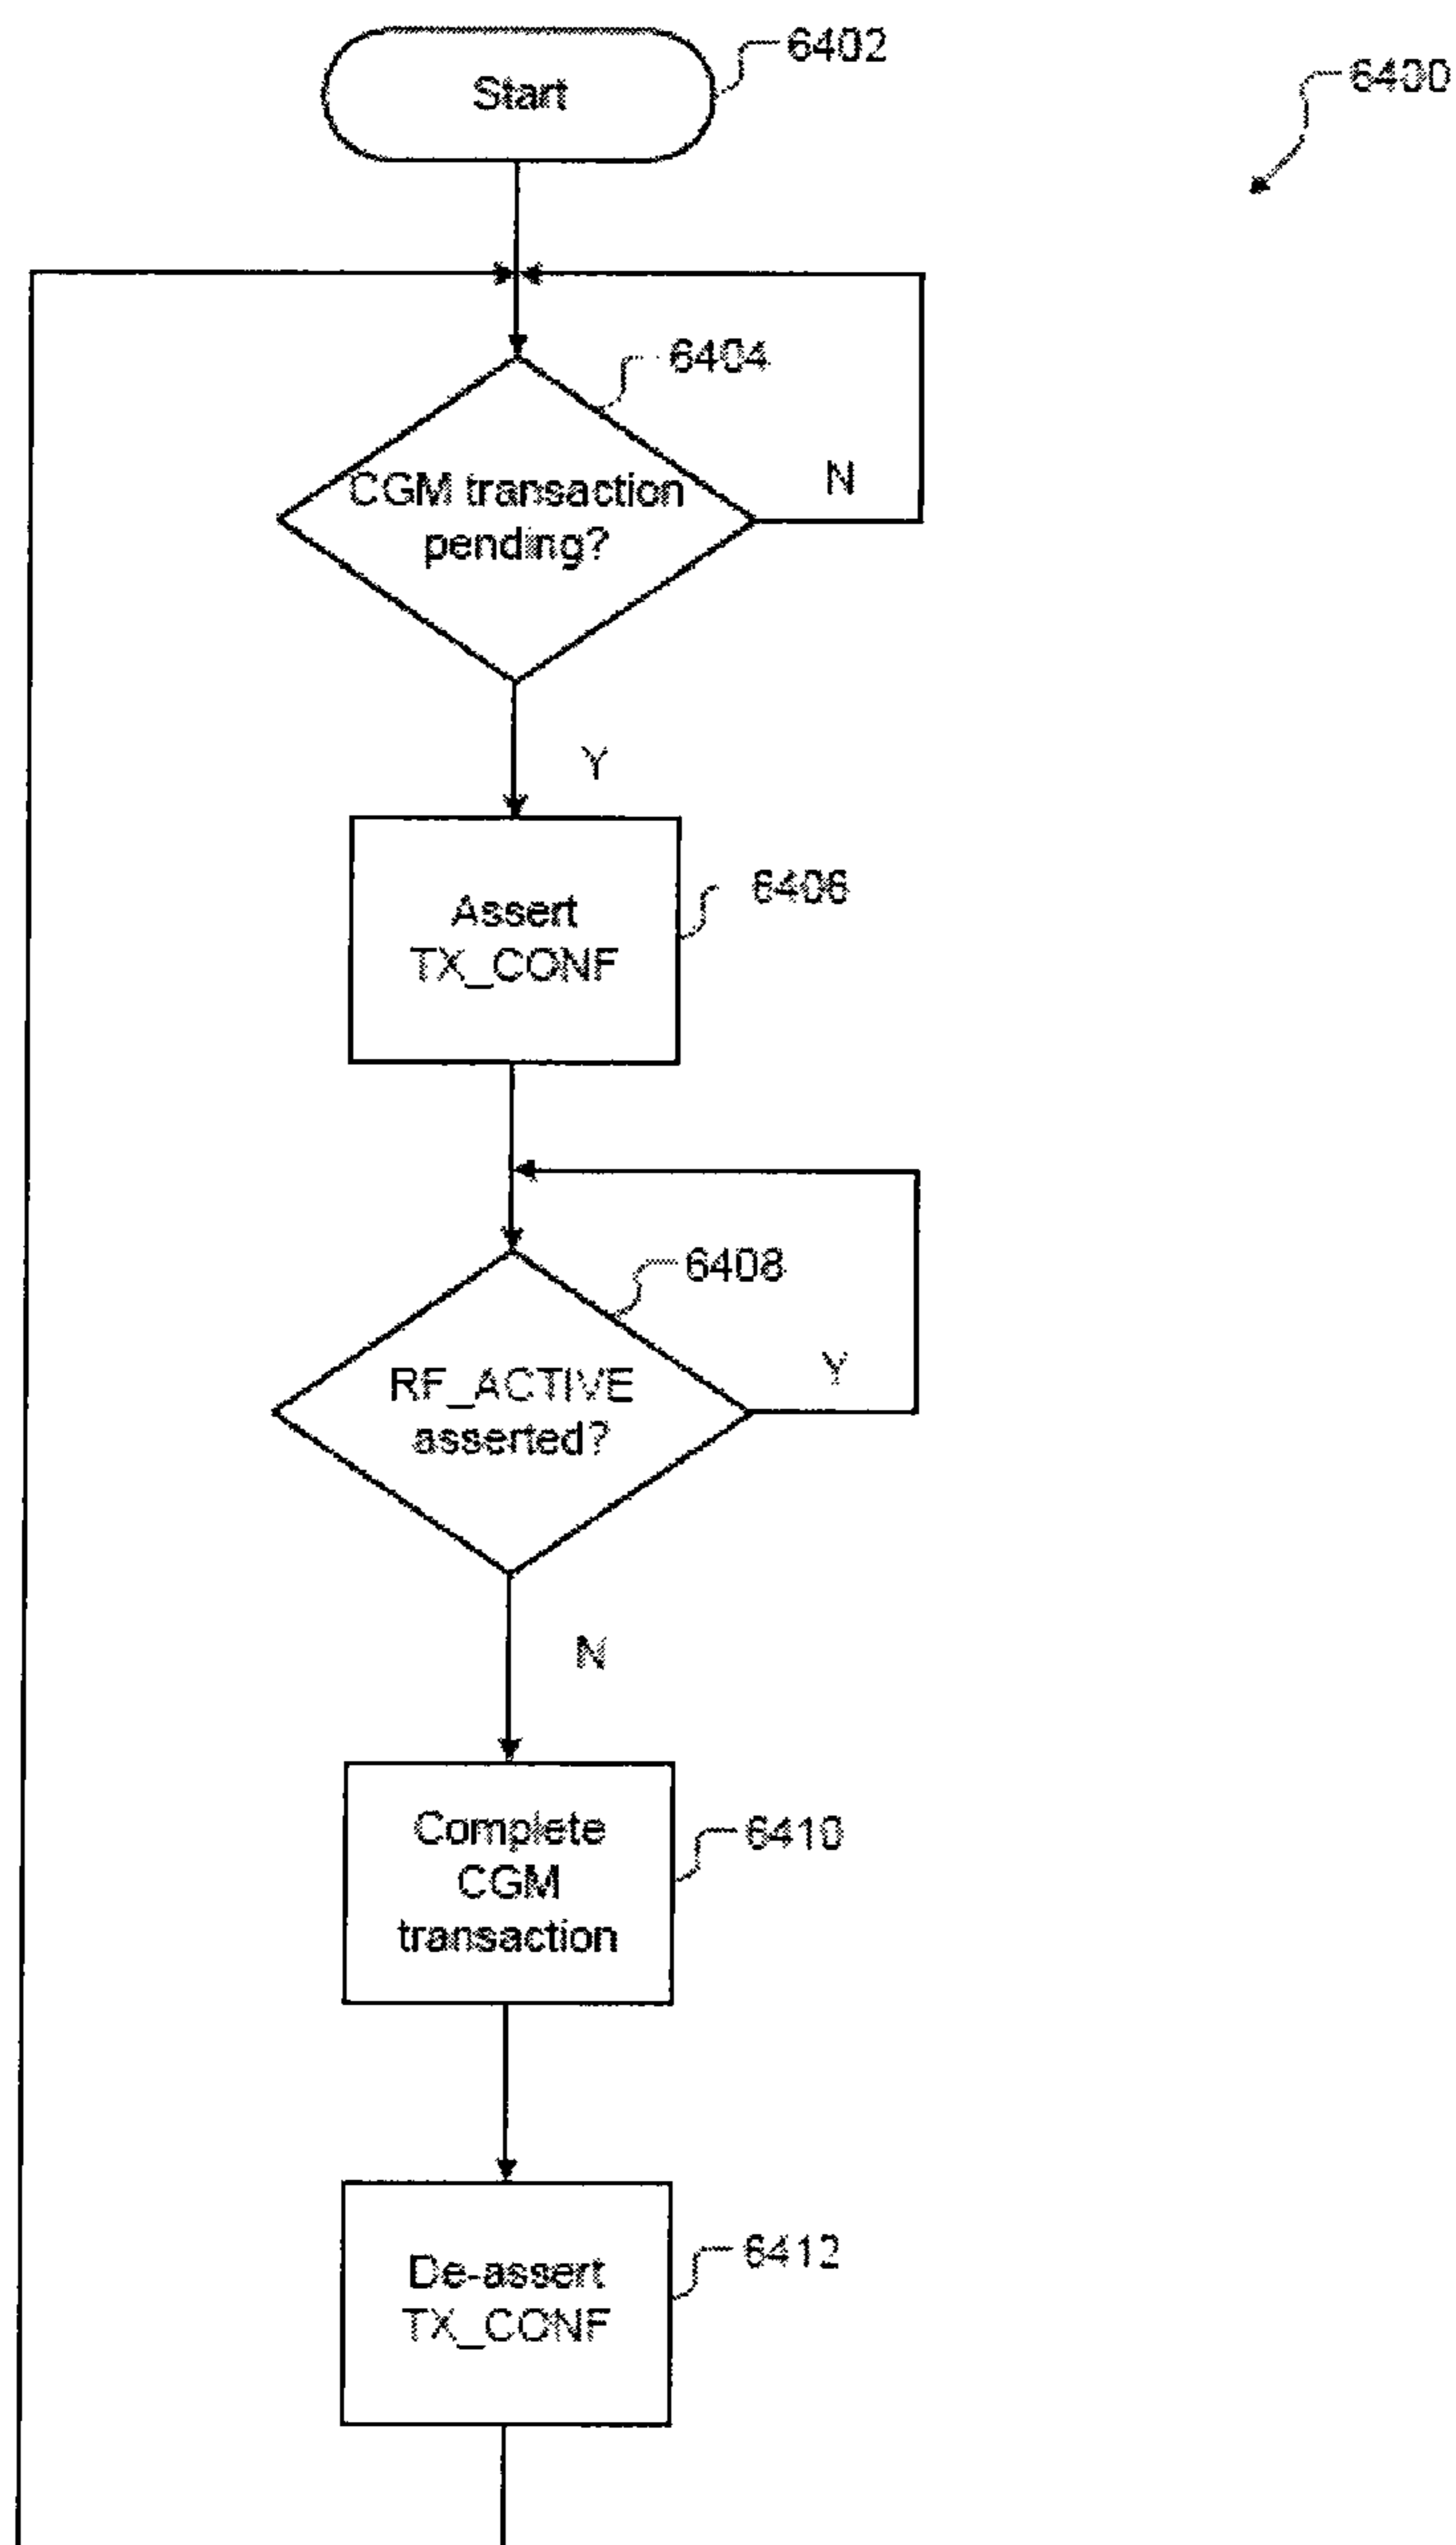 6402
Start
6400
6404
CGM transaction
pending?
N
Y
6406
Assert
TX_CONF
6408
RF_ACTIVE
asserted?
Y
N
Complete
CGM
transaction
6410
De-assert
TX_CONF
6412